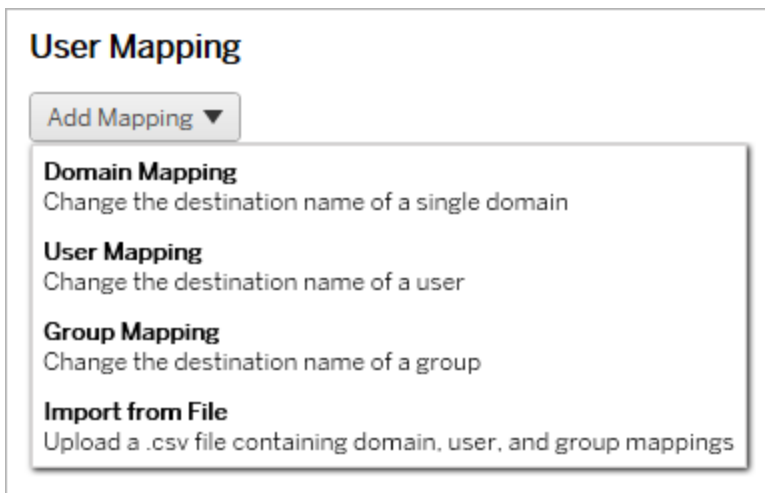 User Mapping
Add Mapping ▼
Domain Mapping
Change the destination name of a single domain
User Mapping
Change the destination name of a user
Group Mapping
Change the destination name of a group
Import from File
Upload a .csv file containing domain, user, and group mappings